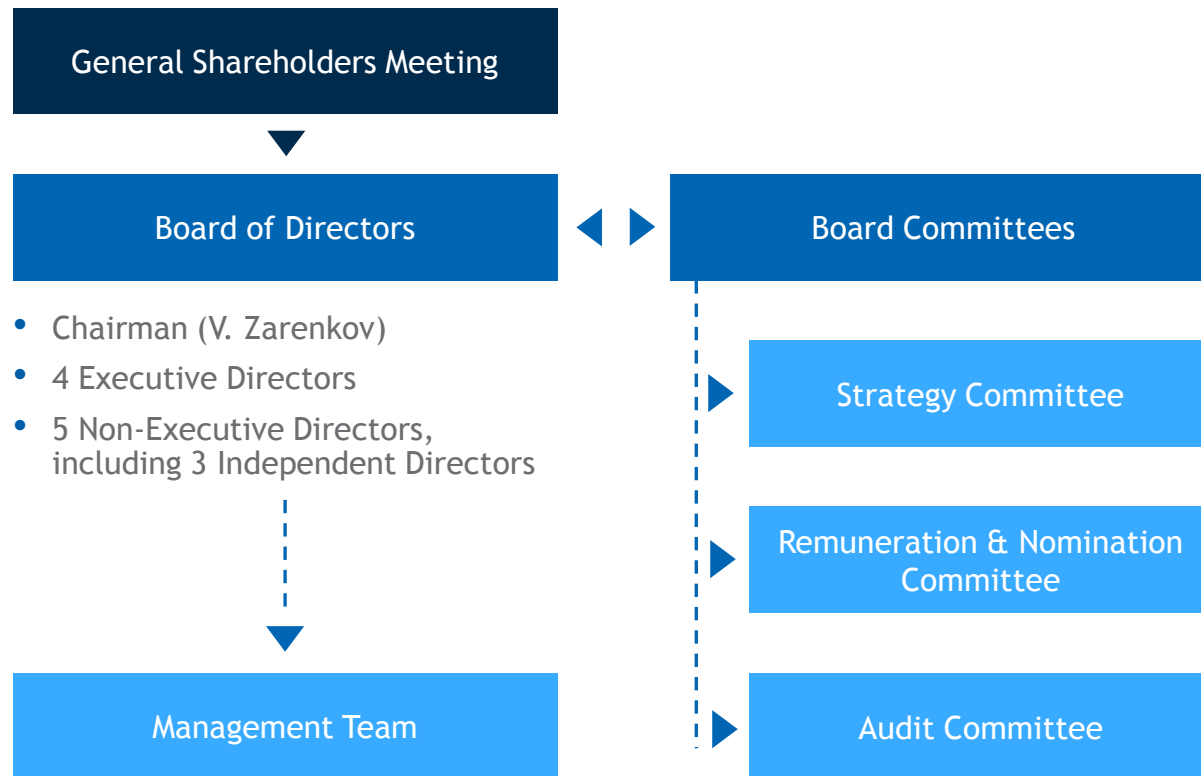 General Shareholders Meeting
Board of Directors
Board Committees
• Chairman (V. Zarenkov)
• 4 Executive Directors
• 5 Non-Executive Directors,
including 3 Independent Directors
Strategy Committee
Remuneration & Nomination
Committee
Management Team
Audit Committee